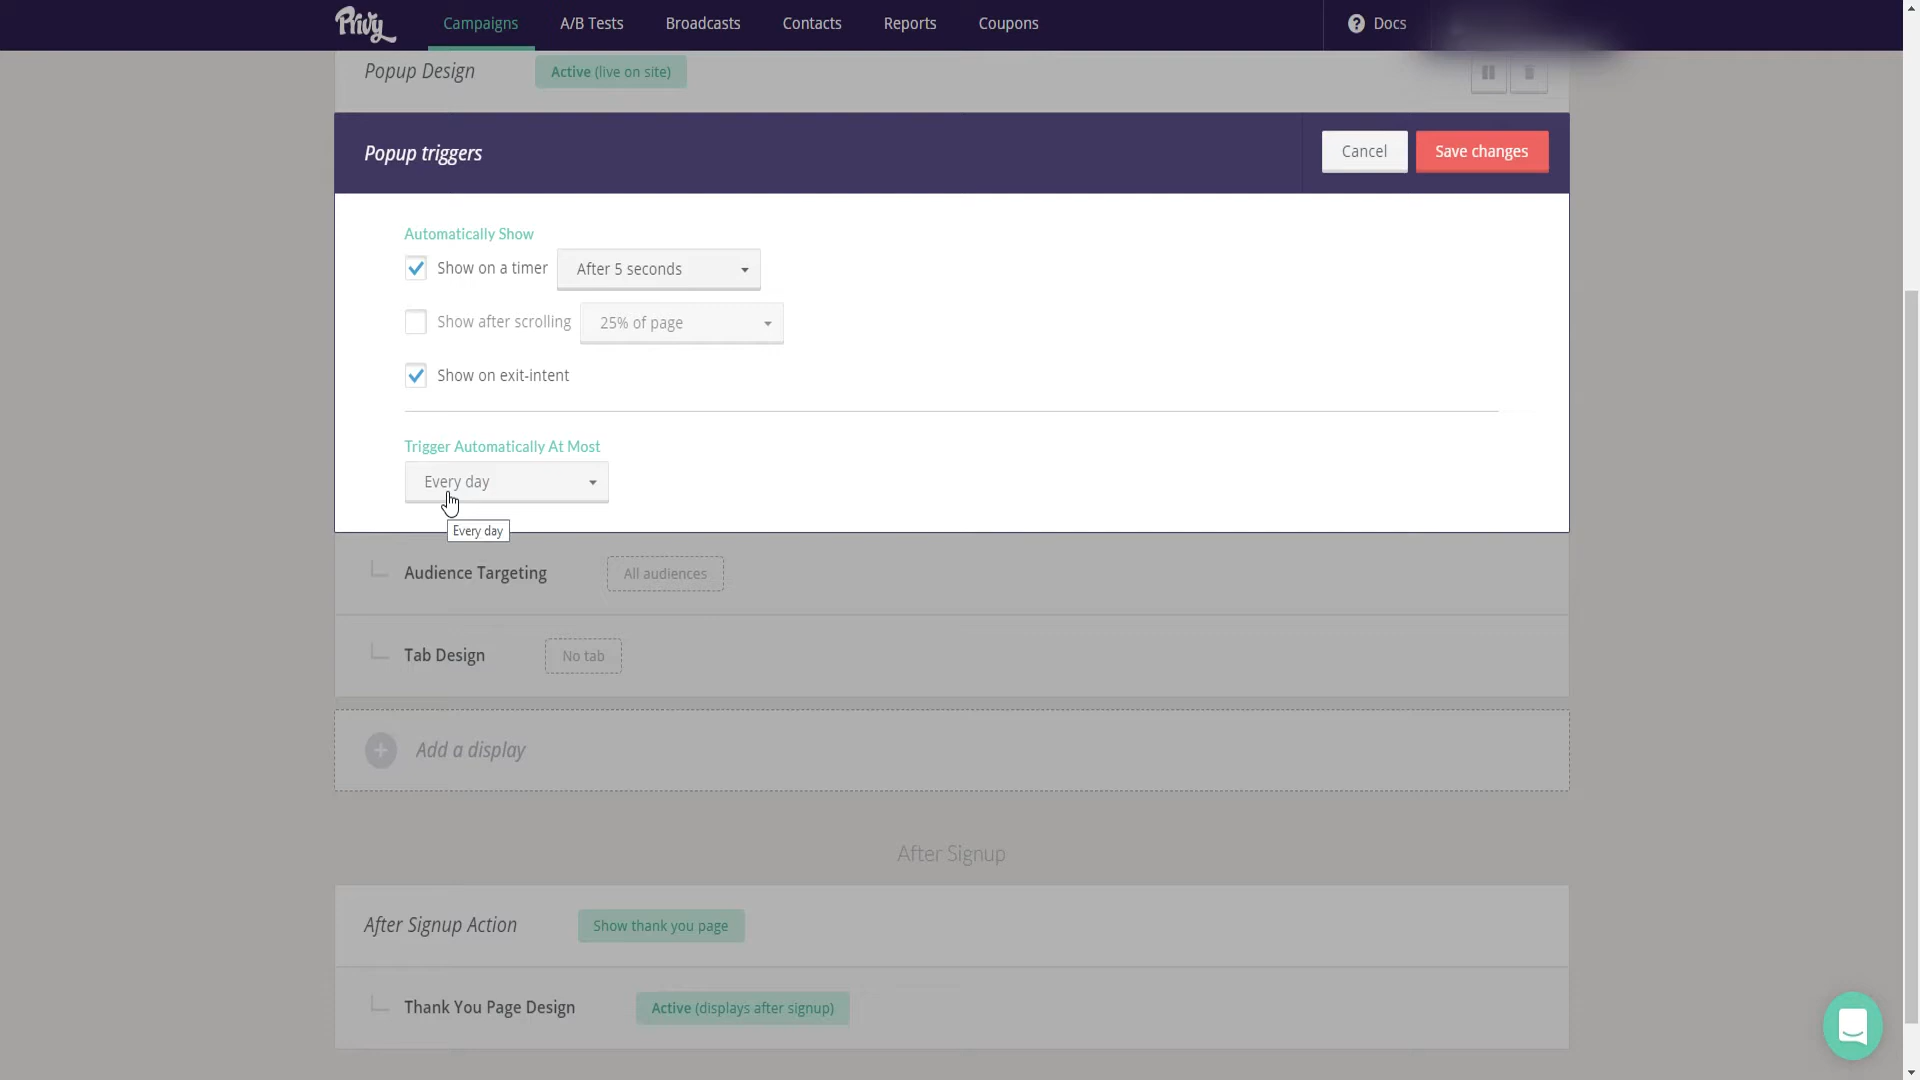 Privy Campaigns A/B Tests Broadcasts Contacts Reports Coupons ? Docs
Popup Design Active (live on site)
Popup triggers Cancel Save changes
Automatically Show
Show on a timer After 5 seconds
Show after scrolling 25% of page
Show on exit-intent
Trigger Automatically At Most
Every day
Every day
Audience Targeting All audiences
Tab Design No tab
+ Add a display
After Signup
After Signup Action Show thank you page
Thank You Page Design Active (displays after signup)